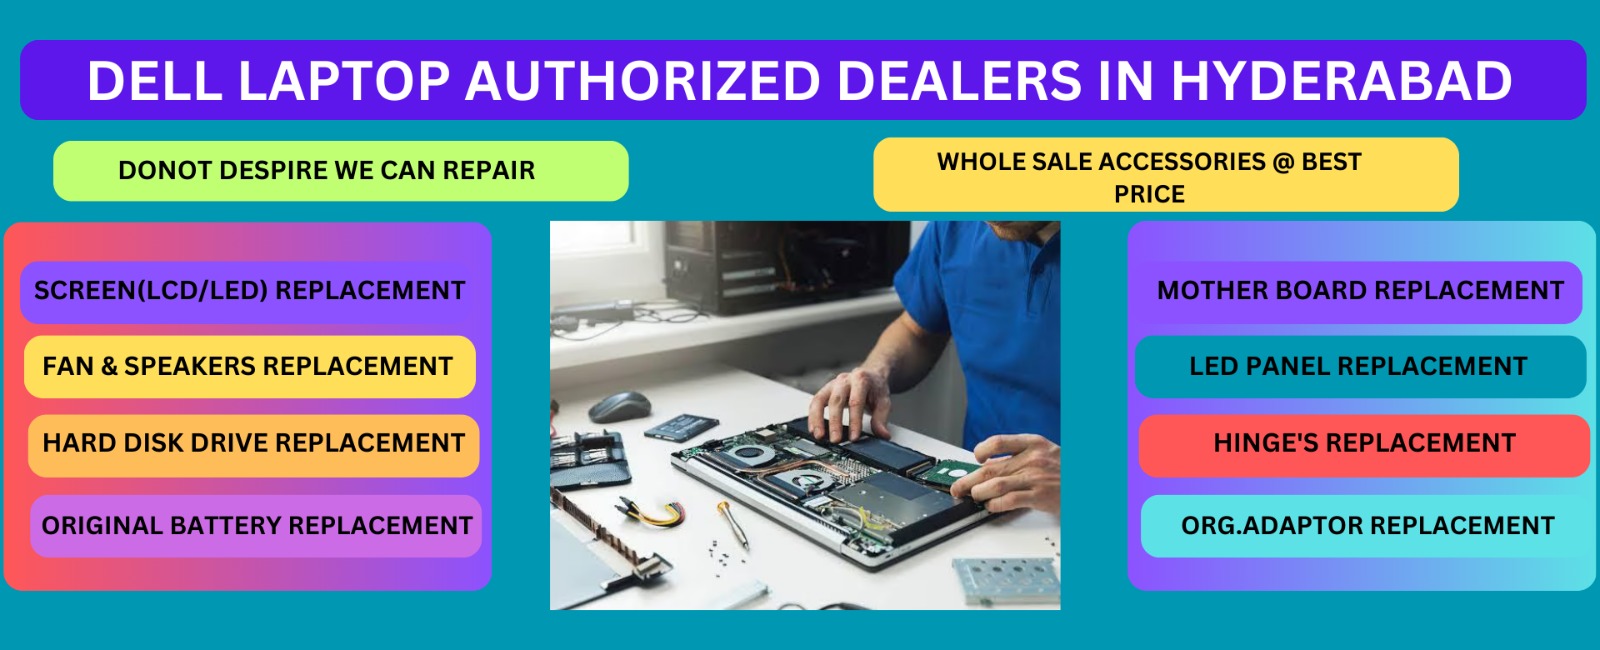 DELL LAPTOP AUTHORIZED DEALERS IN HYDERABAD
DONOT DESPIRE WE CAN REPAIR
WHOLE SALE ACCESSORIES @ BEST
PRICE
SCREEN(LCD/LED) REPLACEMENT
FAN & SPEAKERS REPLACEMENT
HARD DISK DRIVE REPLACEMENT
ORIGINAL BATTERY REPLACEMENT
MOTHER BOARD REPLACEMENT
LED PANEL REPLACEMENT
HINGE'S REPLACEMENT
ORG.ADAPTOR REPLACEMENT